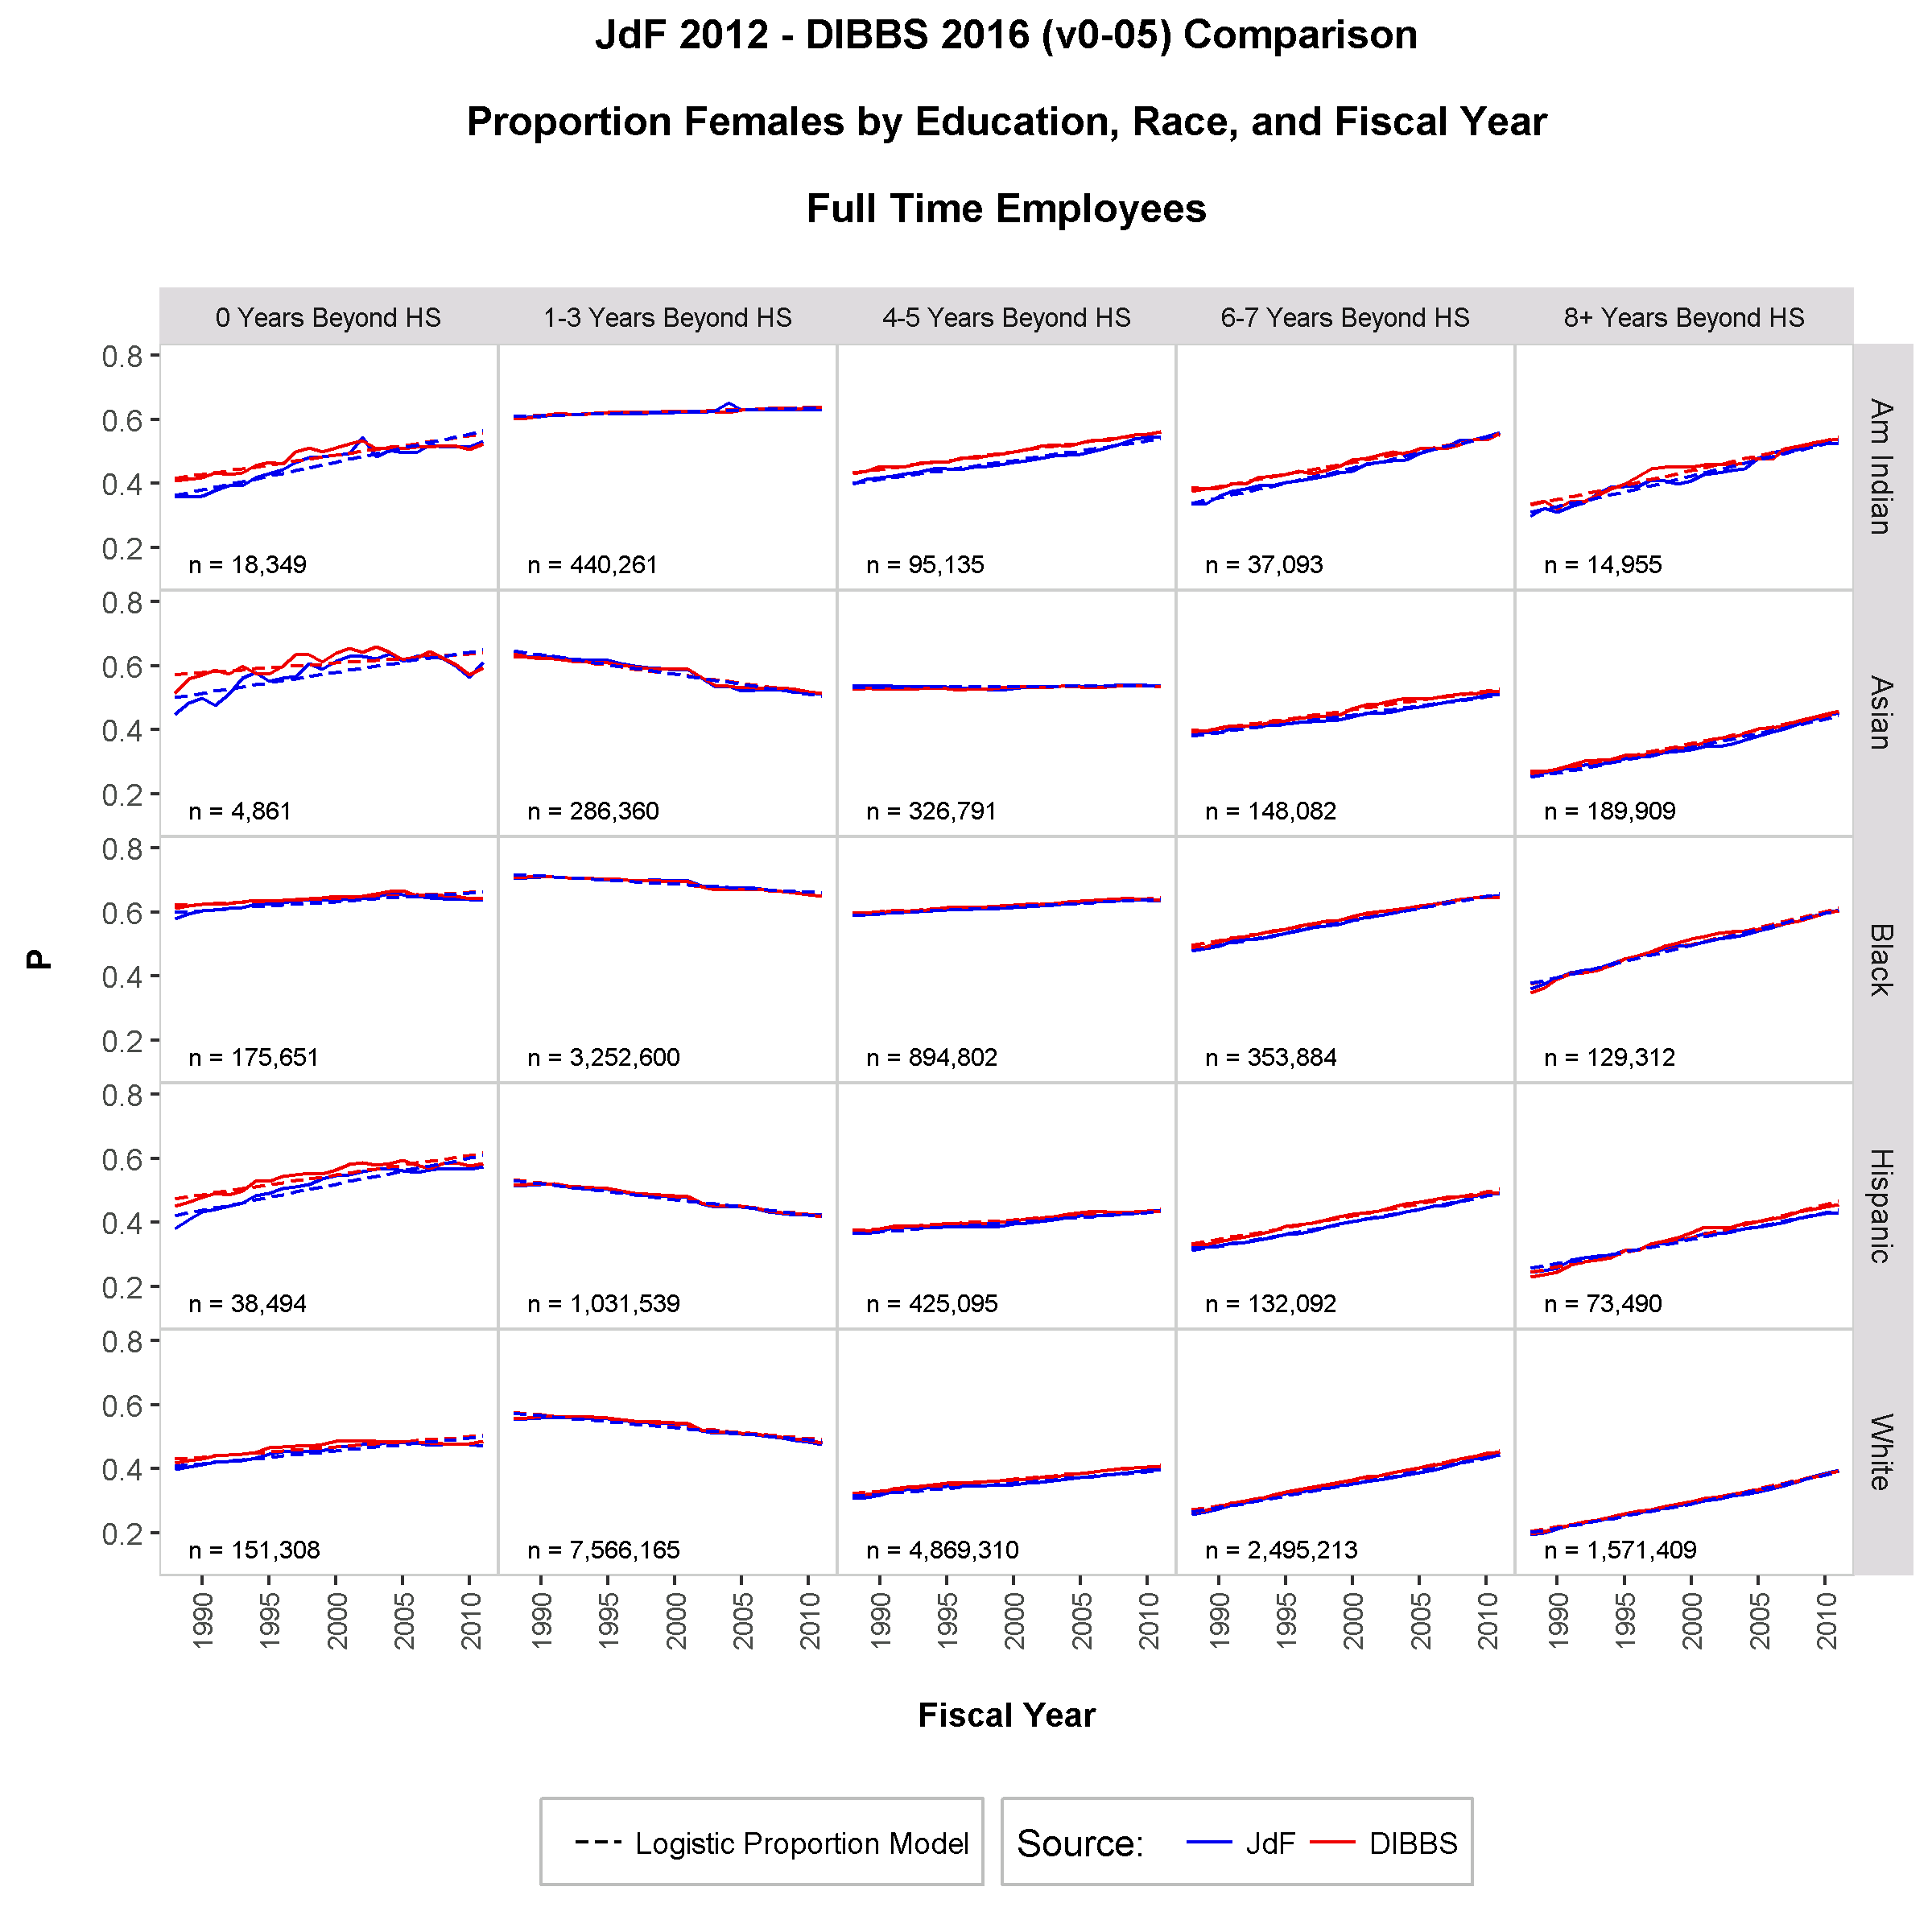 JdF 2012 - DIBBS 2016 (v0-05) Comparison
Proportion Females by Education, Race, and Fiscal Year
Full Time Employees
0 Years Beyond HS 1-3 Years Beyond HS 4-5 Years Beyond HS 6-7 Years Beyond HS 8+ Years Beyond HS
0.8
0.6
0.4
0.2
Am Indian
n = 18,349 n = 440,261 n = 95,135 n = 37,093 n = 14,955
0.8
0.6
0.4
0.2
Asian
n = 4,861 n = 286,360 n = 326,791 n = 148,082 n = 189,909
P
0.8
0.6
0.4
0.2
Black
n = 175,651 n = 3,252,600 n = 894,802 n = 353,884 n = 129,312
0.8
0.6
0.4
0.2
Hispanic
n = 38,494 n = 1,031,539 n = 425,095 n = 132,092 n = 73,490
0.8
0.6
0.4
0.2
White
n = 151,308 n = 7,566,165 n = 4,869,310 n = 2,495,213 n = 1,571,409
1990 1995 2000 2005 2010 1990 1995 2000 2005 2010 1990 1995 2000 2005 2010 1990 1995 2000 2005 2010 1990 1995 2000 2005 2010
Fiscal Year
Logistic Proportion Model Source: JdF DIBBS